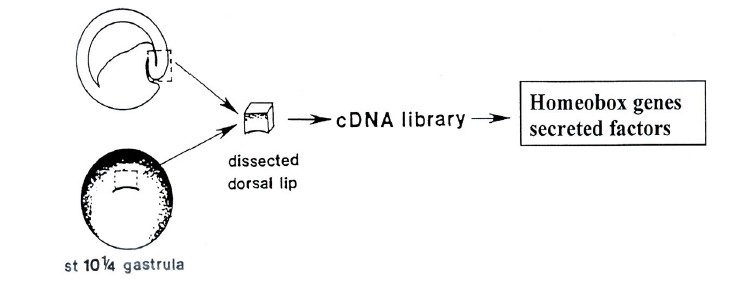 cDNA library
Homeobox genes
secreted factors
dissected
dorsal lip
st 10¼ gastrula